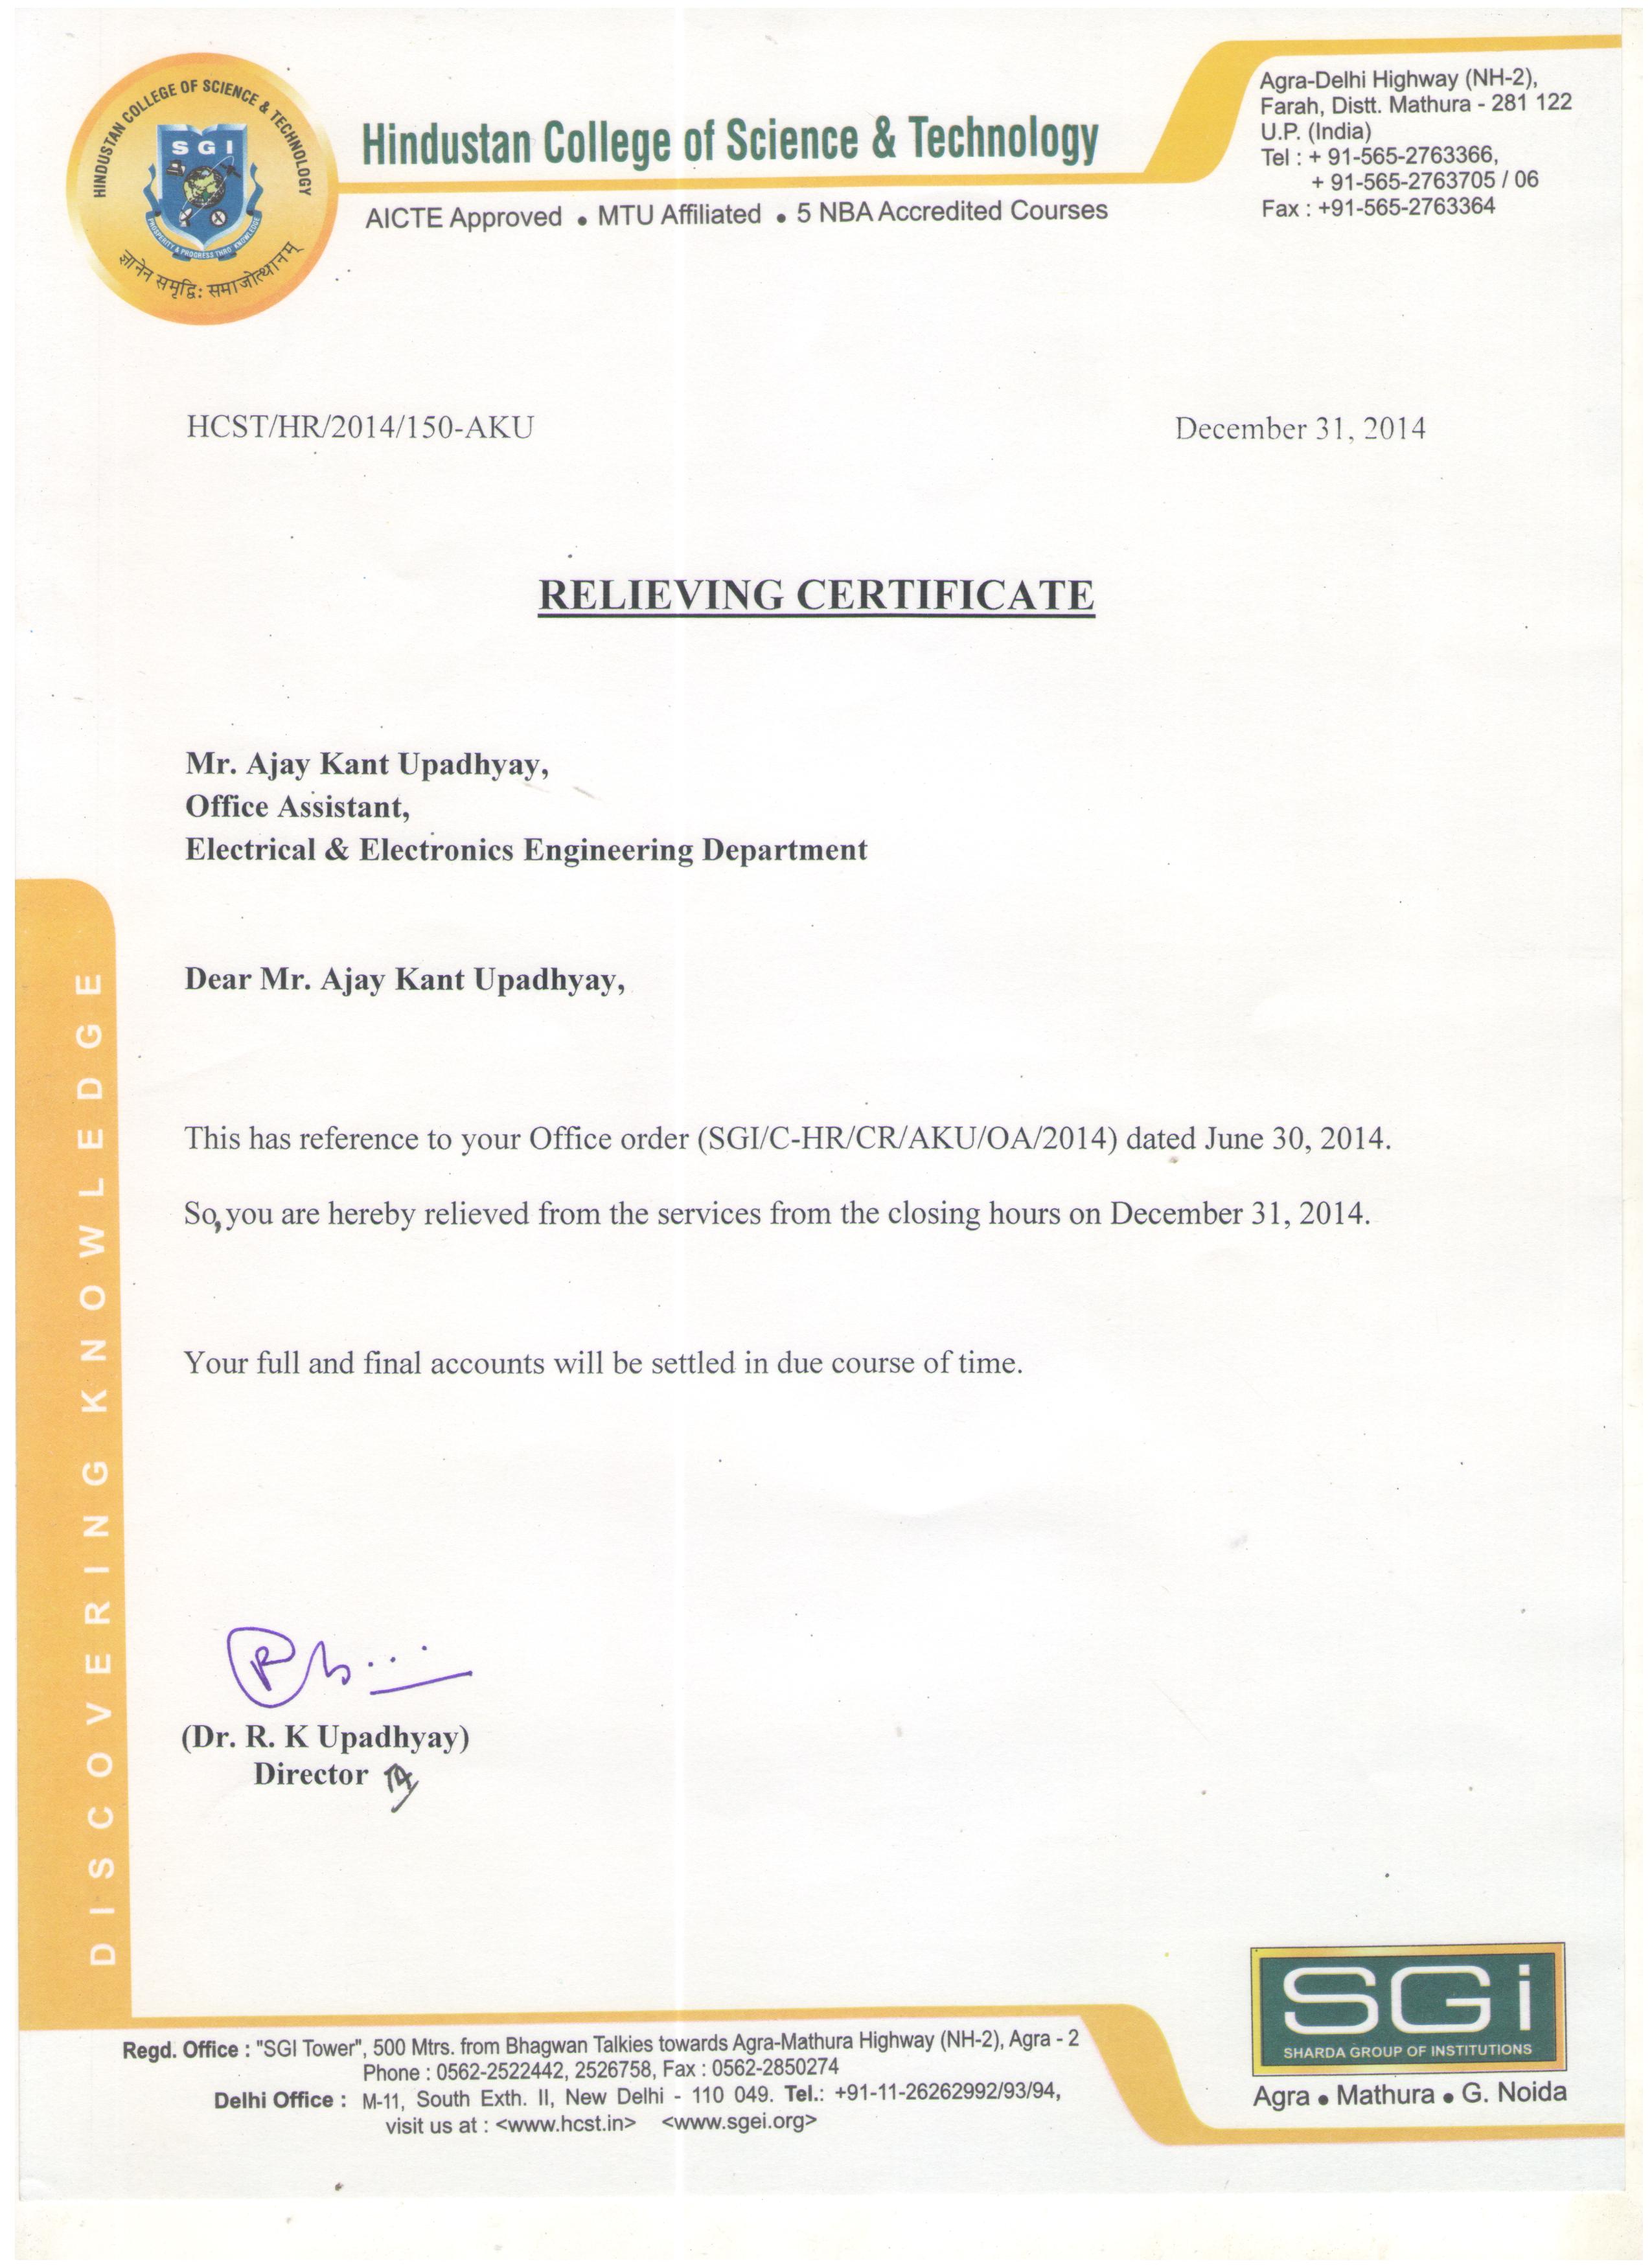 HINDUSTAN COLLEGE OF SCIENCE & TECHNOLOGY
SGI
PROSPERITY & PROGRESS THRO' KNOWLEDGE
ज्ञानेन समृद्धि: समाजोत्थानम्
Hindustan College of Science & Technology
AICTE Approved • MTU Affiliated • 5 NBA Accredited Courses
Agra-Delhi Highway (NH-2),
Farah, Distt. Mathura - 281 122
U.P. (India)
Tel : + 91-565-2763366,
+ 91-565-2763705 / 06
Fax : +91-565-2763364
HCST/HR/2014/150-AKU December 31, 2014
RELIEVING CERTIFICATE
Mr. Ajay Kant Upadhyay,
Office Assistant,
Electrical & Electronics Engineering Department
Dear Mr. Ajay Kant Upadhyay,
This has reference to your Office order (SGI/C-HR/CR/AKU/OA/2014) dated June 30, 2014.
So, you are hereby relieved from the services from the closing hours on December 31, 2014.
Your full and final accounts will be settled in due course of time.
(Dr. R. K Upadhyay)
Director
DISCOVERING KNOWLEDGE
SGi
SHARDA GROUP OF INSTITUTIONS
Agra • Mathura • G. Noida
Regd. Office : "SGI Tower", 500 Mtrs. from Bhagwan Talkies towards Agra-Mathura Highway (NH-2), Agra - 2
Phone : 0562-2522442, 2526758, Fax : 0562-2850274
Delhi Office : M-11, South Exth. II, New Delhi - 110 049. Tel.: +91-11-26262992/93/94,
visit us at : <www.hcst.in> <www.sgei.org>